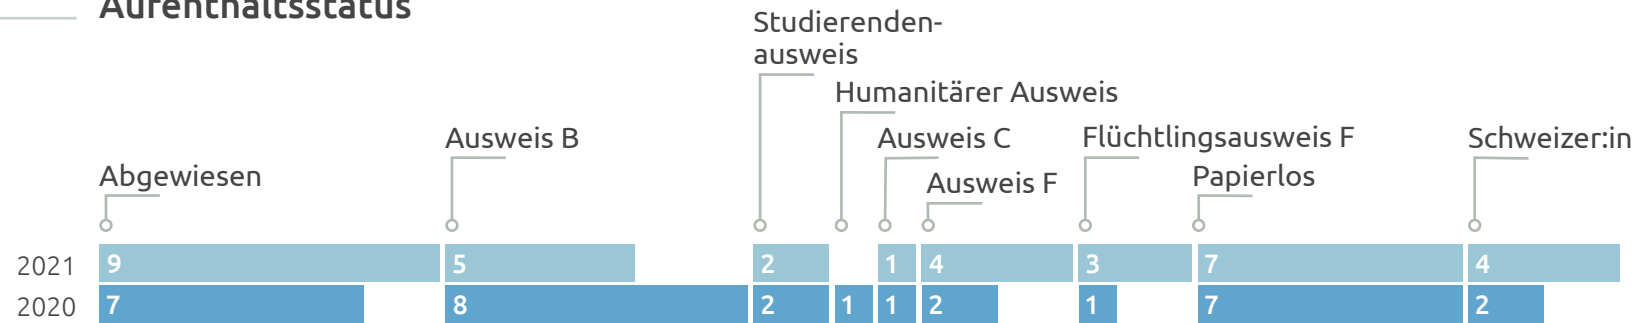 Aufenthaltsstatus
Studierenden-
ausweis
Humanitärer Ausweis
Ausweis B
Ausweis C
Flüchtlingsausweis F
Schweizer:in
Abgewiesen
Ausweis F
Papierlos
2021 9 5 2 1 4 3 7 4
2020 7 8 2 1 1 2 1 7 2